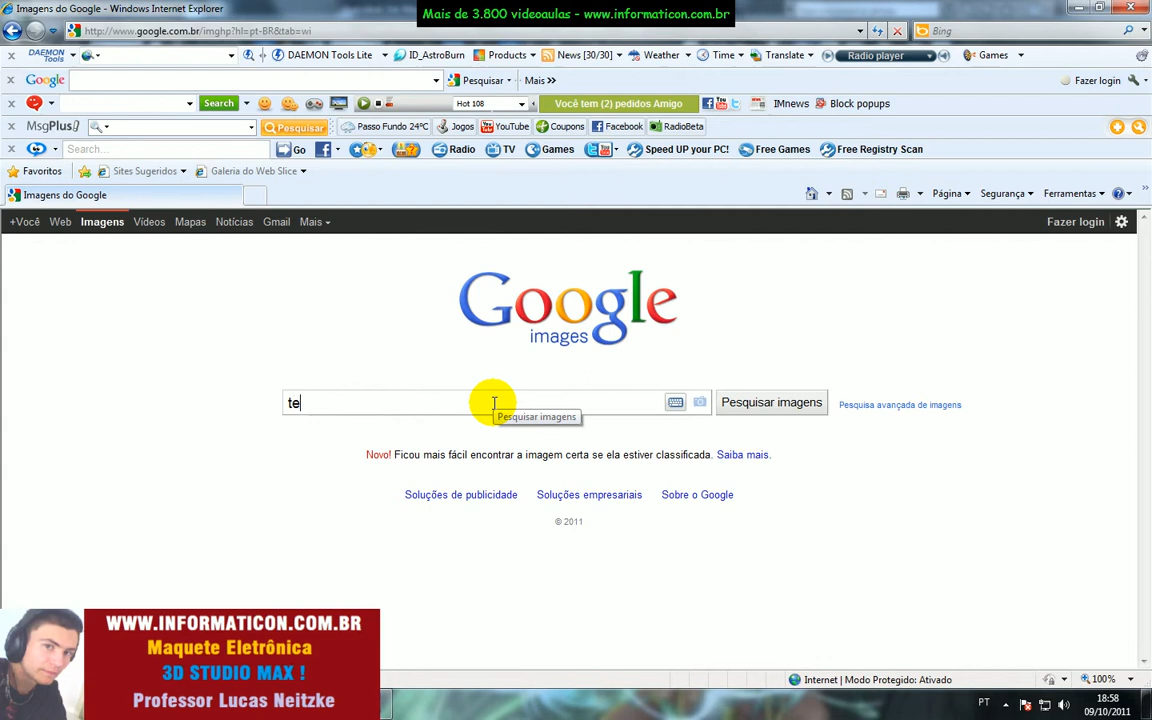 Imagens do Google - Windows Internet Explorer
Mais de 3.800 videoaulas - www.informaticon.com.br
http://www.google.com.br/imghp?hl=pt-BR&tab=wi
Bing
DAEMON Tools
DAEMON Tools Lite
ID_AstroBurn
Products
News [30/30]
Weather
Time
Translate
Radio player
Games
Google
Pesquisar
Mais »
Fazer login
Search
Hot 108
Você tem (2) pedidos Amigo
IMnews
Block popups
MsgPlus!
Pesquisar
Passo Fundo 24°C
Jogos
YouTube
Coupons
Facebook
RadioBeta
Search...
Go
Radio
TV
Games
Speed UP your PC!
Free Games
Free Registry Scan
Favoritos
Sites Sugeridos
Galeria do Web Slice
Imagens do Google
Página
Segurança
Ferramentas
+Você Web Imagens Vídeos Mapas Notícias Gmail Mais
Fazer login
Google
images
te
Pesquisar imagens
Pesquisa avançada de imagens
Pesquisar imagens
Novo! Ficou mais fácil encontrar a imagem certa se ela estiver classificada. Saiba mais.
Soluções de publicidade Soluções empresariais Sobre o Google
© 2011
WWW.INFORMATICON.COM.BR
Maquete Eletrônica
3D STUDIO MAX !
Professor Lucas Neitzke
Internet | Modo Protegido: Ativado
100%
PT
18:58
09/10/2011